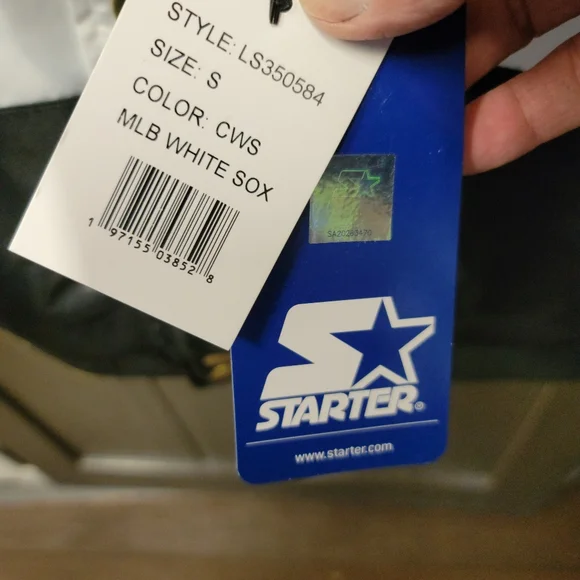 STYLE: LS350584
SIZE: S
COLOR: CWS
MLB WHITE SOX
1 97155 03852 8
STARTER®
www.starter.com